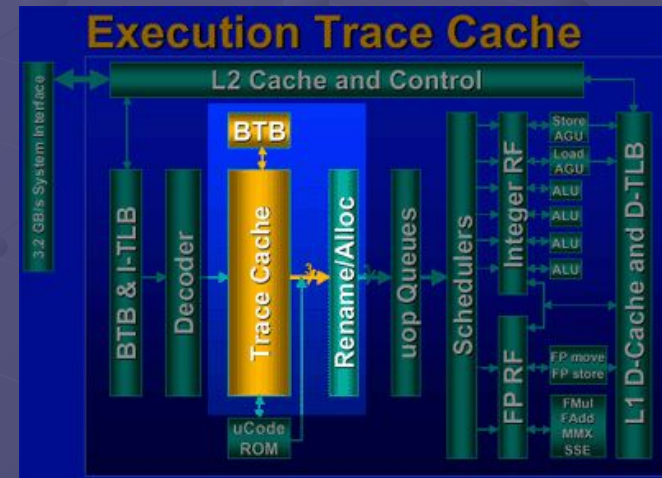 Execution Trace Cache
3.2 GB/s System Interface
L2 Cache and Control
BTB & I-TLB
Decoder
BTB
Trace Cache
uCode
ROM
3
Rename/Alloc
3
uop Queues
Schedulers
Integer RF
FP RF
Store
AGU
Load
AGU
ALU
ALU
ALU
ALU
FP move
FP store
FMul
FAdd
MMX
SSE
L1 D-Cache and D-TLB